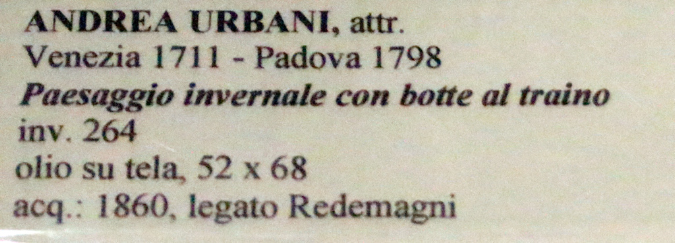 ANDREA URBANI, attr.
Venezia 1711 - Padova 1798
Paesaggio invernale con botte al traino
inv. 264
olio su tela, 52 x 68
acq.: 1860, legato Redemagni